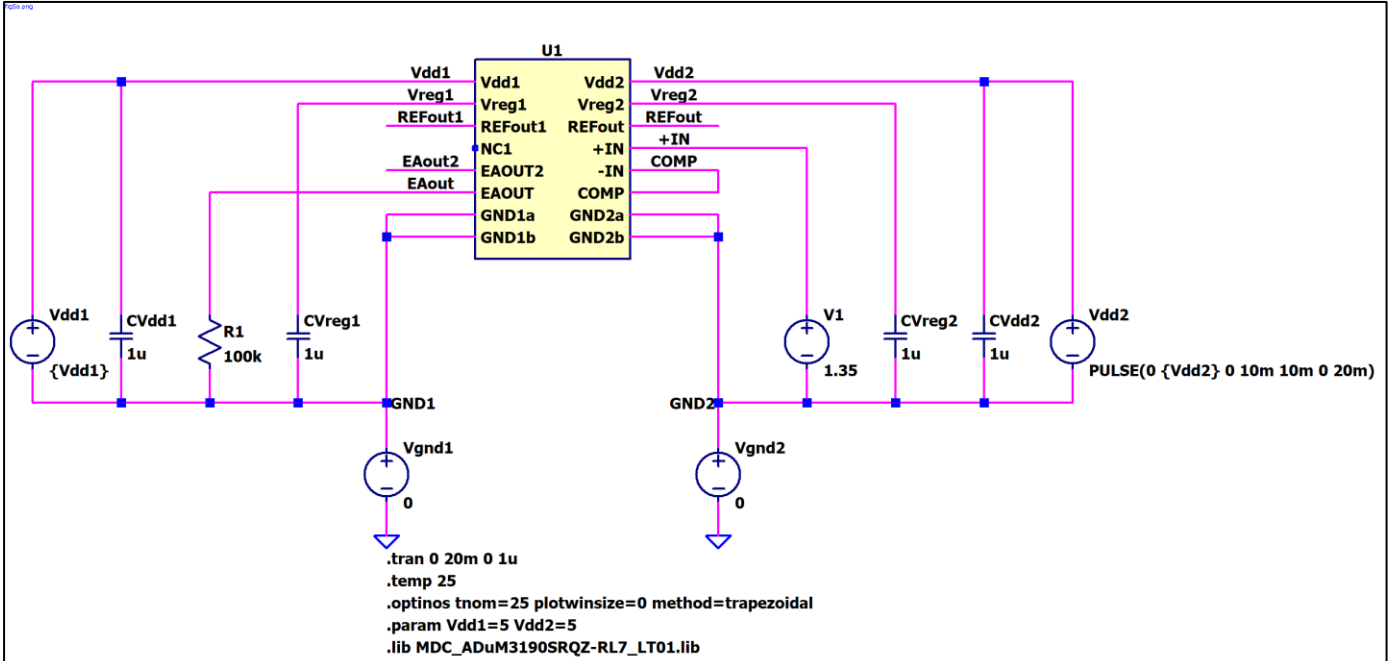 fig5a.png
U1
Vdd1 Vdd1 Vdd2 Vdd2
Vreg1 Vreg1 Vreg2 Vreg2
REFout1 REFout1 REFout REFout
NC1 +IN +IN
EAout2 EAOUT2 -IN COMP
EAout EAOUT COMP
GND1a GND2a
GND1b GND2b
Vdd1 CVdd1 R1 CVreg1 V1 CVreg2 CVdd2 Vdd2
{Vdd1} 1u 100k 1u 1.35 1u 1u PULSE(0 {Vdd2} 0 10m 10m 0 20m)
GND1 GND2
Vgnd1 Vgnd2
0 0
.tran 0 20m 0 1u
.temp 25
.optinos tnom=25 plotwinsize=0 method=trapezoidal
.param Vdd1=5 Vdd2=5
.lib MDC_ADuM3190SRQZ-RL7_LT01.lib